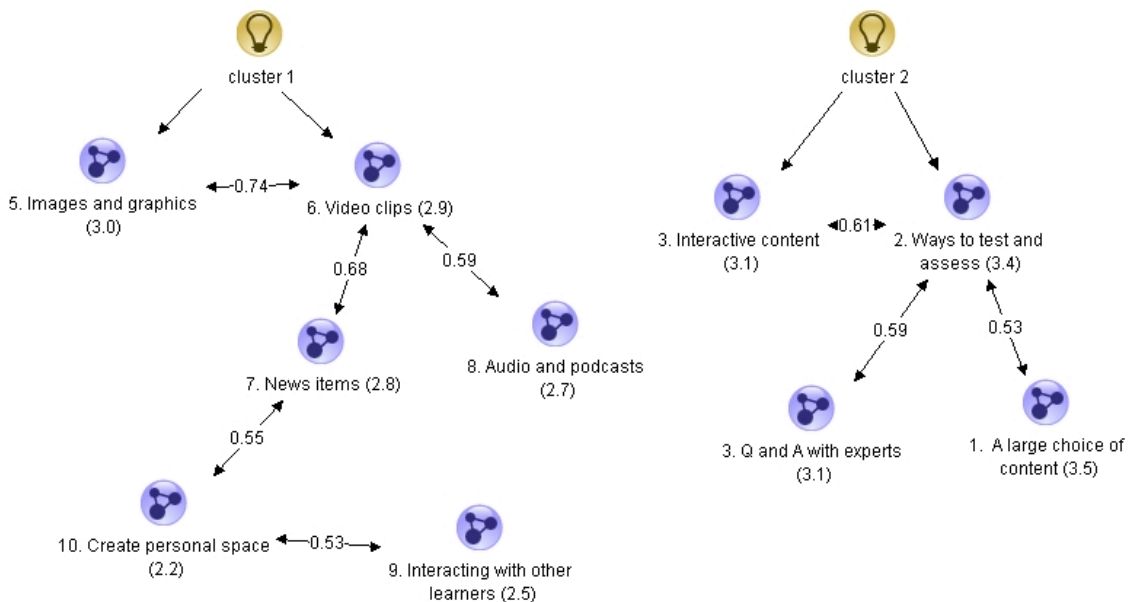 cluster 1
cluster 2
5. Images and graphics
(3.0)
0.74
6. Video clips (2.9)
3. Interactive content
(3.1)
0.61
2. Ways to test and
assess (3.4)
0.68
0.59
0.59
0.53
7. News items (2.8)
8. Audio and podcasts
(2.7)
0.55
3. Q and A with experts
(3.1)
1. A large choice of
content (3.5)
10. Create personal space
(2.2)
0.53
9. Interacting with other
learners (2.5)